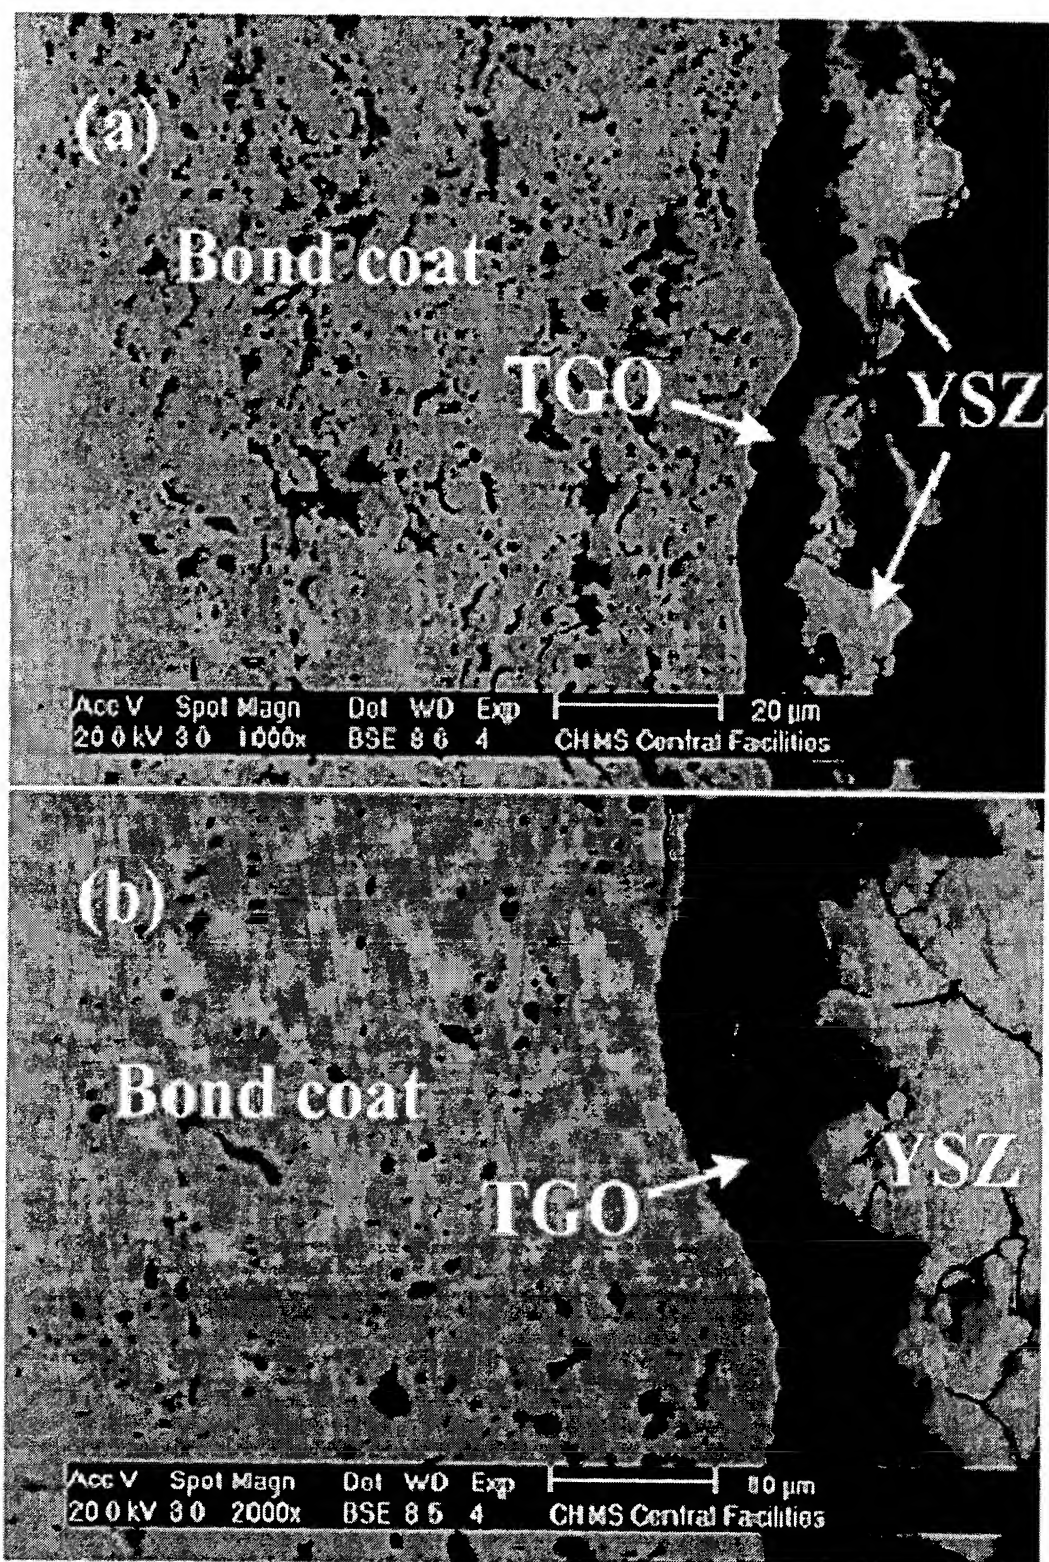 (a)
Bond coat
TGO
YSZ
Acc V Spot Magn Det WD Exp 20 µm
20.0 kV 3.0 1000x BSE 8.6 4 CHMS Central Facilities
(b)
Bond coat
YSZ
TGO
Acc V Spot Magn Det WD Exp 10 µm
20.0 kV 3.0 2000x BSE 8.5 4 CHMS Central Facilities